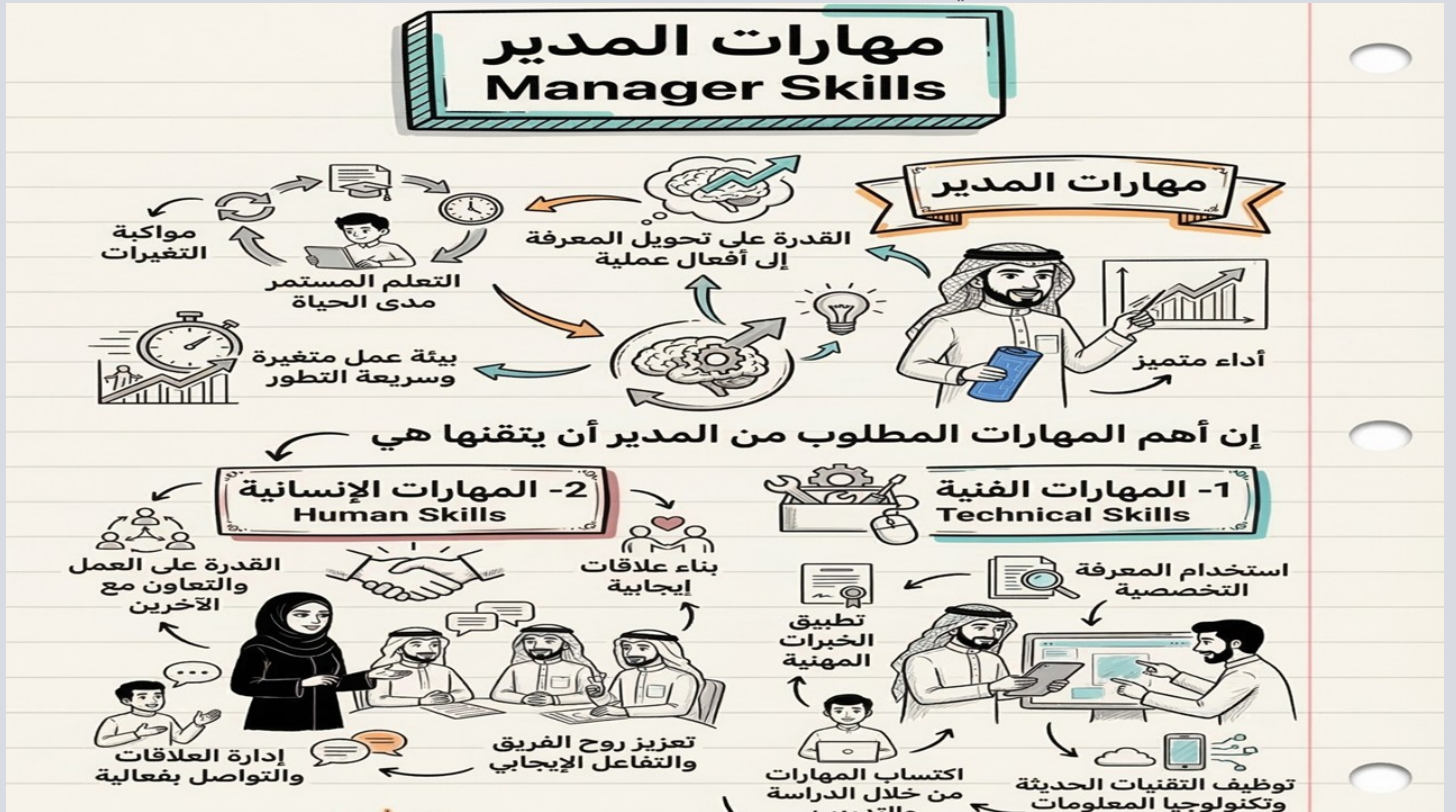 مهارات المدير
Manager Skills
مهارات المدير
أداء متميز
القدرة على تحويل المعرفة
إلى أفعال عملية
التعلم المستمر
مدى الحياة
مواكبة
التغيرات
بيئة عمل متغيرة
وسريعة التطور
إن أهم المهارات المطلوب من المدير أن يتقنها هي
1- المهارات الفنية
Technical Skills
استخدام المعرفة
التخصصية
تطبيق
الخبرات
المهنية
اكتساب المهارات
من خلال الدراسة
توظيف التقنيات الحديثة
وتكنولوجيا المعلومات
2- المهارات الإنسانية
Human Skills
بناء علاقات
إيجابية
القدرة على العمل
والتعاون مع
الآخرين
تعزيز روح الفريق
والتفاعل الإيجابي
إدارة العلاقات
والتواصل بفعالية